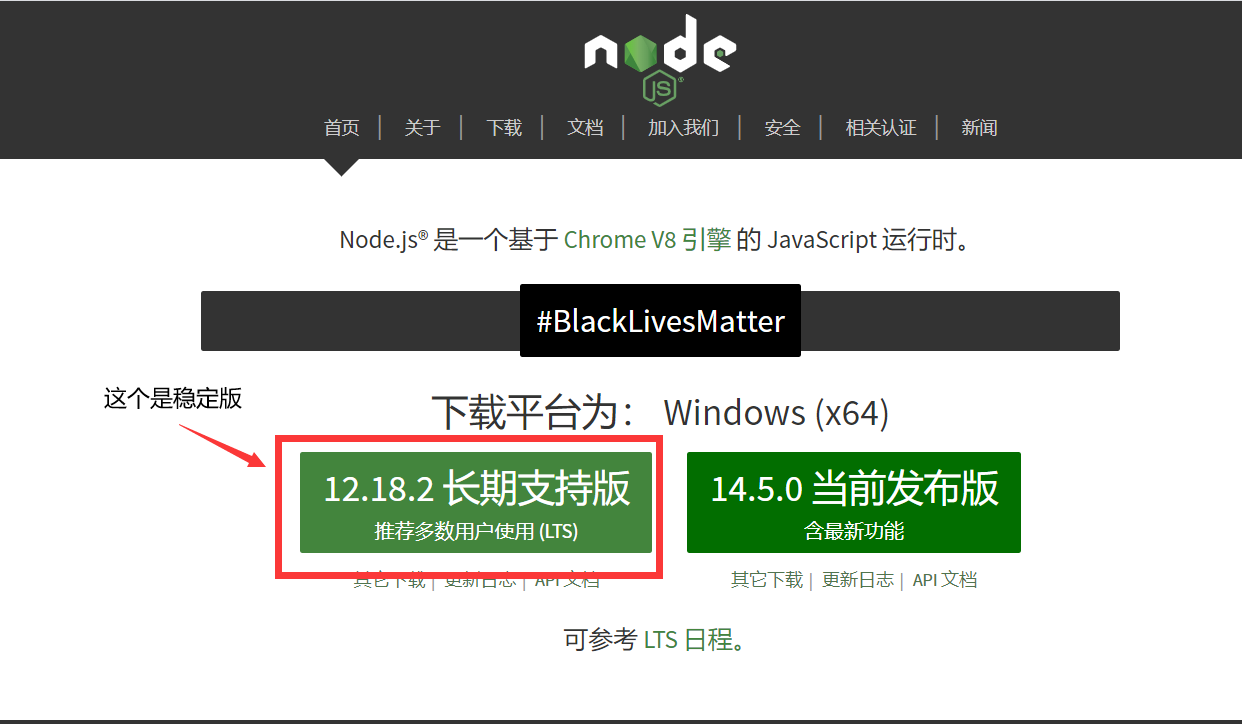 node
JS®
首页 | 关于 | 下载 | 文档 | 加入我们 | 安全 | 相关认证 | 新闻
Node.js® 是一个基于 Chrome V8 引擎 的 JavaScript 运行时。
#BlackLivesMatter
这个是稳定版
下载平台为： Windows (x64)
12.18.2 长期支持版
推荐多数用户使用 (LTS)
其它下载 | 更新日志 | API 文档
14.5.0 当前发布版
含最新功能
其它下载 | 更新日志 | API 文档
可参考 LTS 日程。